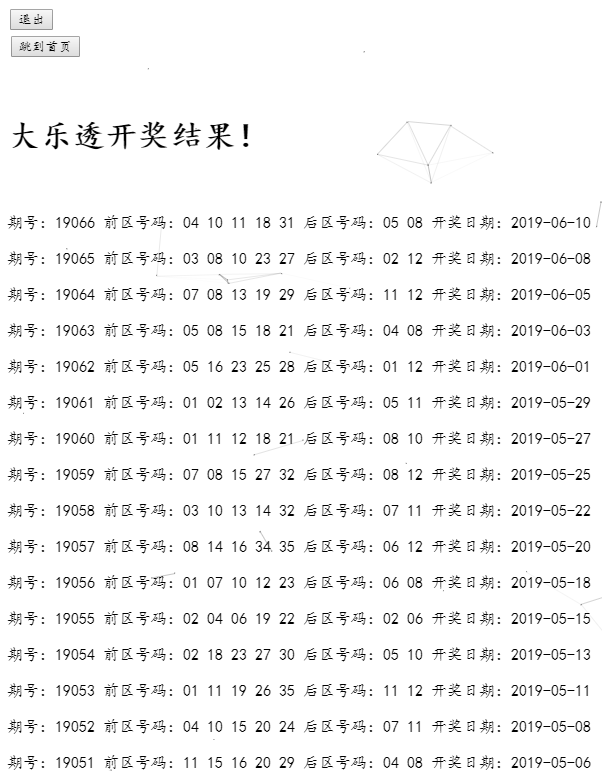 退出
跳到首页
大乐透开奖结果!
期号: 19066 前区号码: 04 10 11 18 31 后区号码: 05 08 开奖日期: 2019-06-10
期号: 19065 前区号码: 03 08 10 23 27 后区号码: 02 12 开奖日期: 2019-06-08
期号: 19064 前区号码: 07 08 13 19 29 后区号码: 11 12 开奖日期: 2019-06-05
期号: 19063 前区号码: 05 08 15 18 21 后区号码: 04 08 开奖日期: 2019-06-03
期号: 19062 前区号码: 05 16 23 25 28 后区号码: 01 12 开奖日期: 2019-06-01
期号: 19061 前区号码: 01 02 13 14 26 后区号码: 05 11 开奖日期: 2019-05-29
期号: 19060 前区号码: 01 11 12 18 21 后区号码: 08 10 开奖日期: 2019-05-27
期号: 19059 前区号码: 07 08 15 27 32 后区号码: 08 12 开奖日期: 2019-05-25
期号: 19058 前区号码: 03 10 13 14 32 后区号码: 07 11 开奖日期: 2019-05-22
期号: 19057 前区号码: 08 14 16 34 35 后区号码: 06 12 开奖日期: 2019-05-20
期号: 19056 前区号码: 01 07 10 12 23 后区号码: 06 08 开奖日期: 2019-05-18
期号: 19055 前区号码: 02 04 06 19 22 后区号码: 02 06 开奖日期: 2019-05-15
期号: 19054 前区号码: 02 18 23 27 30 后区号码: 05 10 开奖日期: 2019-05-13
期号: 19053 前区号码: 01 11 19 26 35 后区号码: 11 12 开奖日期: 2019-05-11
期号: 19052 前区号码: 04 10 15 20 24 后区号码: 07 11 开奖日期: 2019-05-08
期号: 19051 前区号码: 11 15 16 20 29 后区号码: 04 08 开奖日期: 2019-05-06